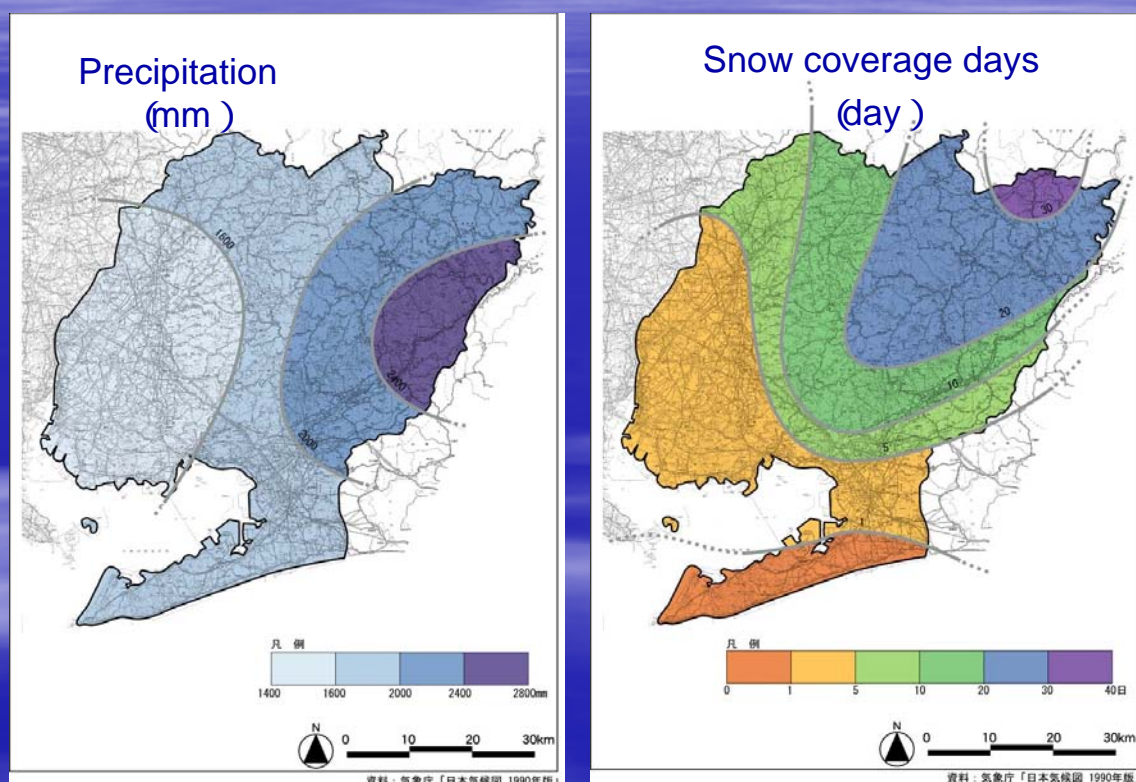 Precipitation
(mm）
1600
2000
2400
凡 例
1400 1600 2000 2400 2800mm
N
0 10 20 30km
資料：気象庁「日本気候図 1990年版」
Snow coverage days
(day）
30
20
10
5
1
凡 例
0 1 5 10 20 30 40日
N
0 10 20 30km
資料：気象庁「日本気候図 1990年版